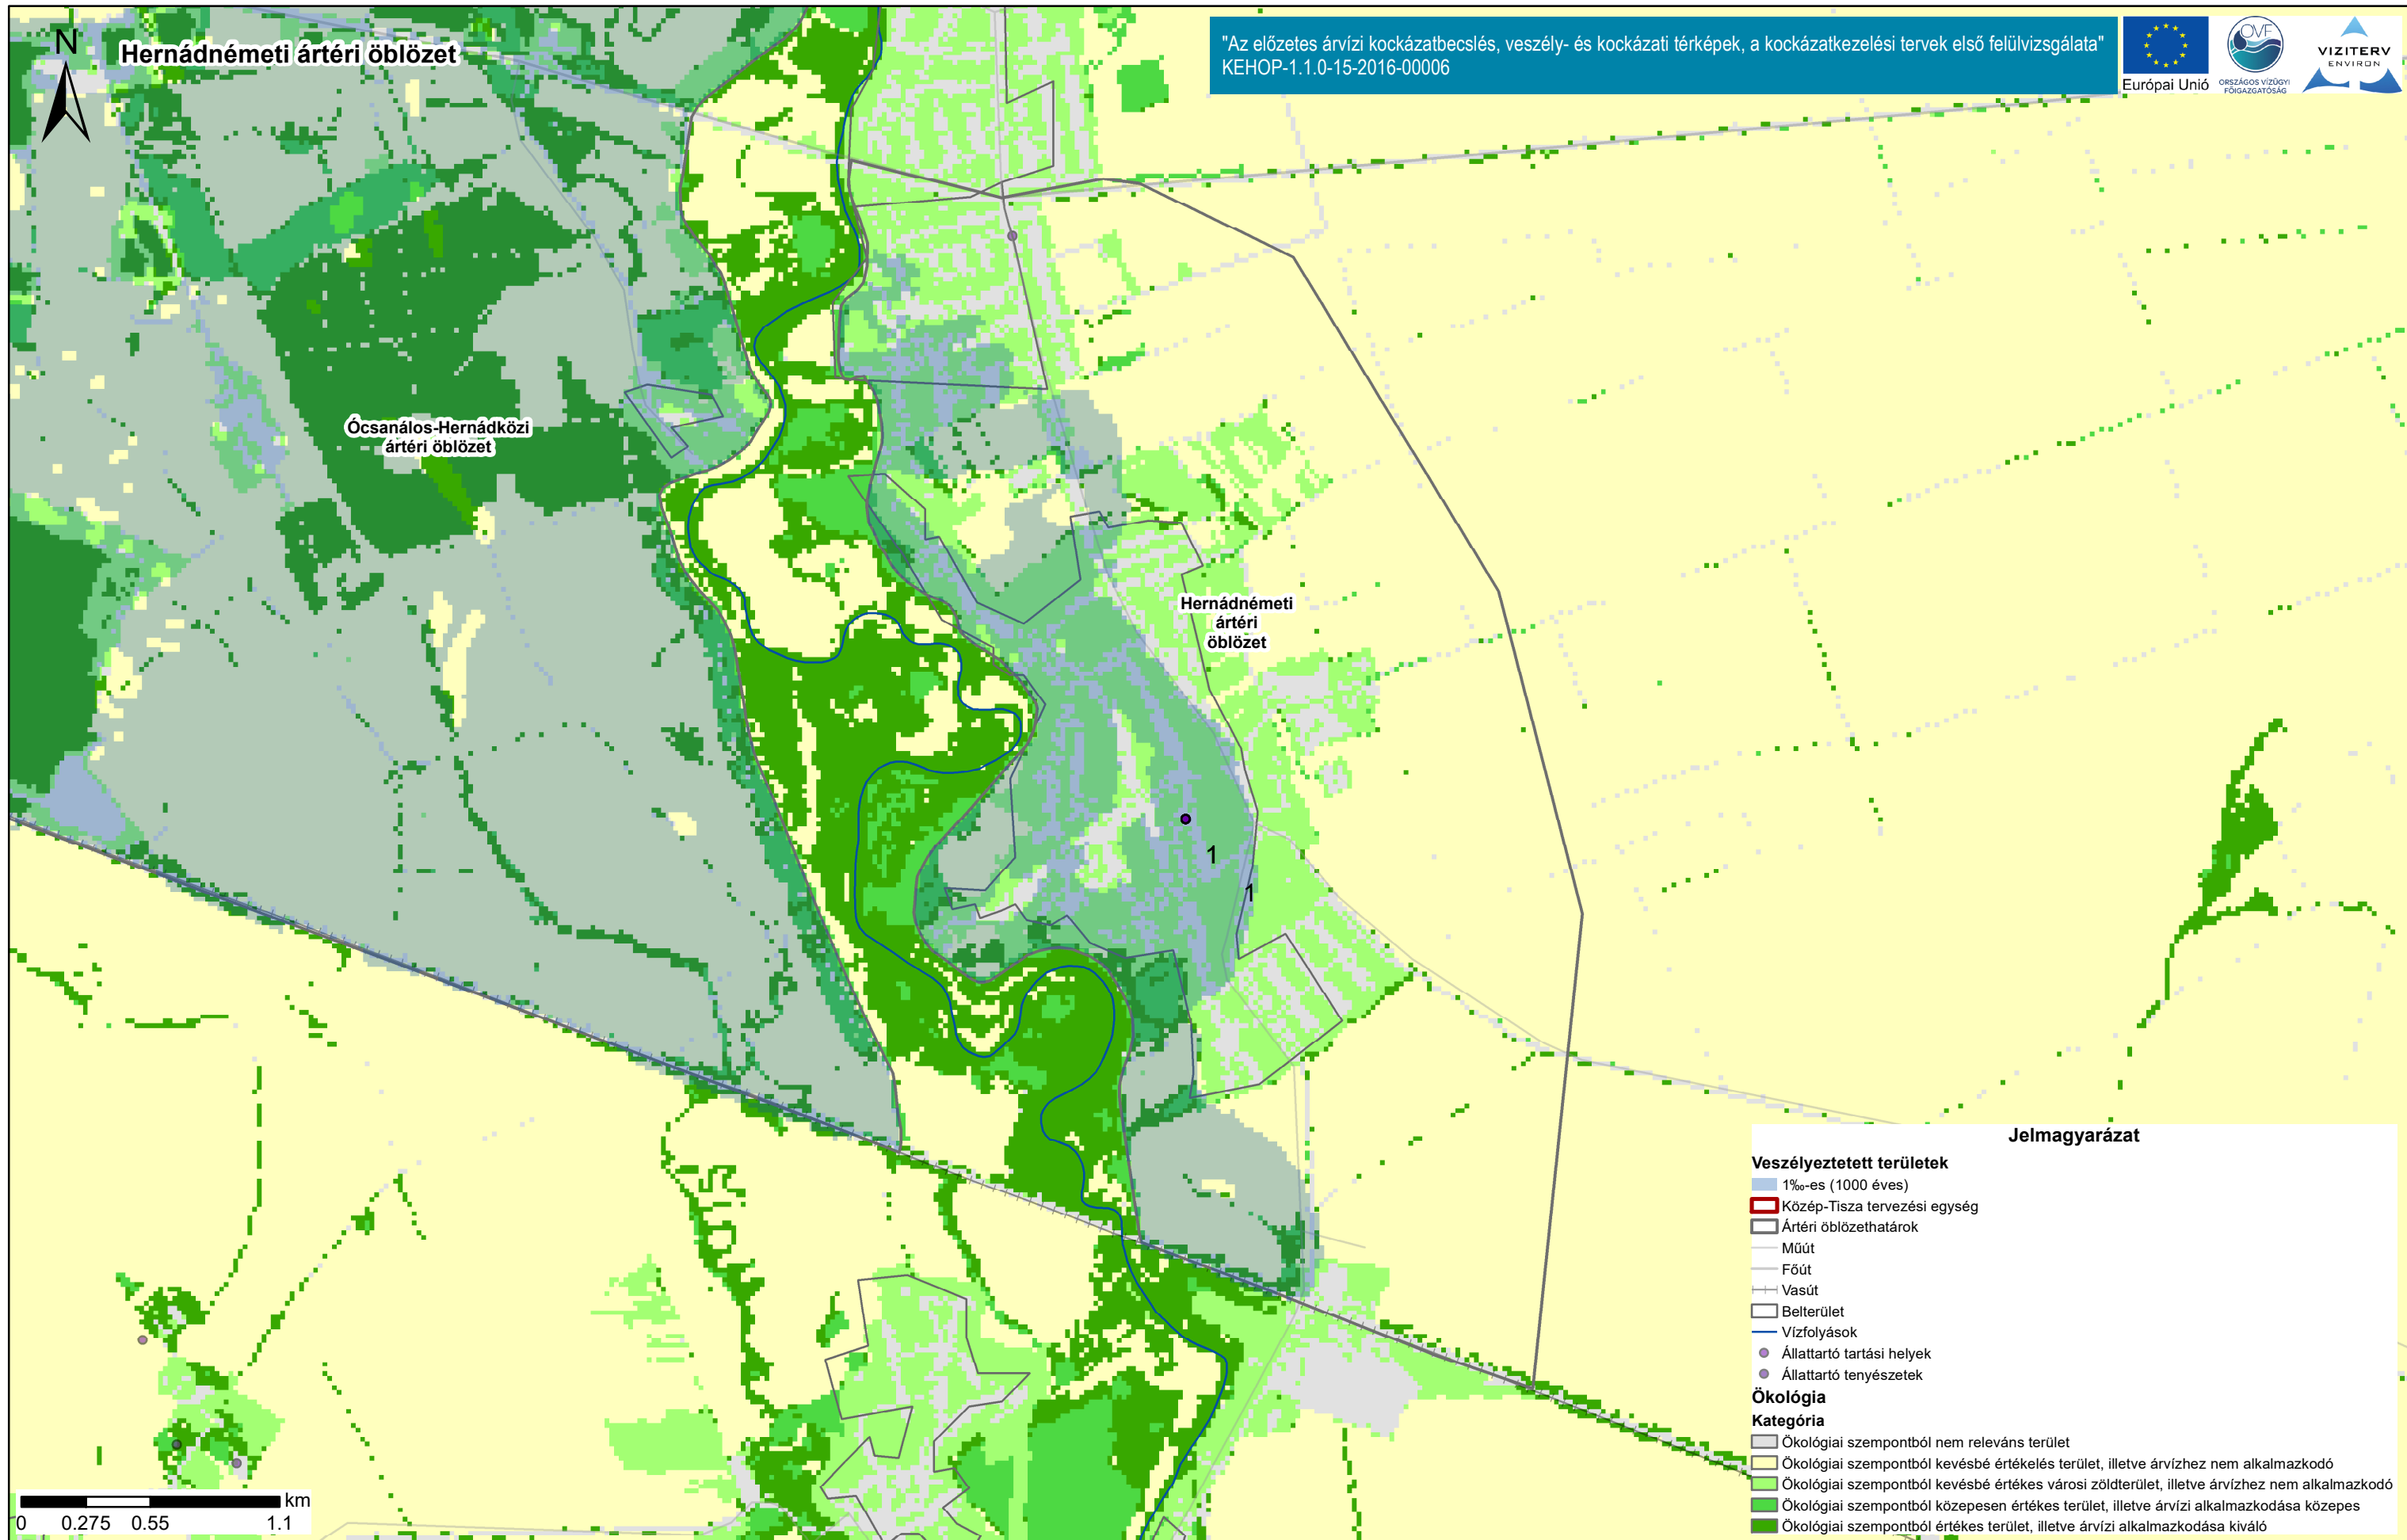 N
Hernádnémeti ártéri öblözet
"Az előzetes árvízi kockázatbecslés, veszély- és kockázati térképek, a kockázatkezelési tervek első felülvizsgálata"
KEHOP-1.1.0-15-2016-00006
Európai Unió
OVF
ORSZÁGOS VÍZÜGYI
FŐIGAZGATÓSÁG
VIZITERV
ENVIRON
Ócsanálos-Hernádközi
ártéri öblözet
Hernádnémeti
ártéri
öblözet
1
1
Jelmagyarázat
Veszélyeztetett területek
1‰-es (1000 éves)
Közép-Tisza tervezési egység
Ártéri öblözethatárok
Műút
Főút
Vasút
Belterület
Vízfolyások
Állattartó tartási helyek
Állattartó tenyészetek
Ökológia
Kategória
Ökológiai szempontból nem releváns terület
Ökológiai szempontból kevésbé értékelés terület, illetve árvízhez nem alkalmazkodó
Ökológiai szempontból kevésbé értékes városi zöldterület, illetve árvízhez nem alkalmazkodó
Ökológiai szempontból közepesen értékes terület, illetve árvízi alkalmazkodása közepes
Ökológiai szempontból értékes terület, illetve árvízi alkalmazkodása kiváló
km
0 0.275 0.55 1.1